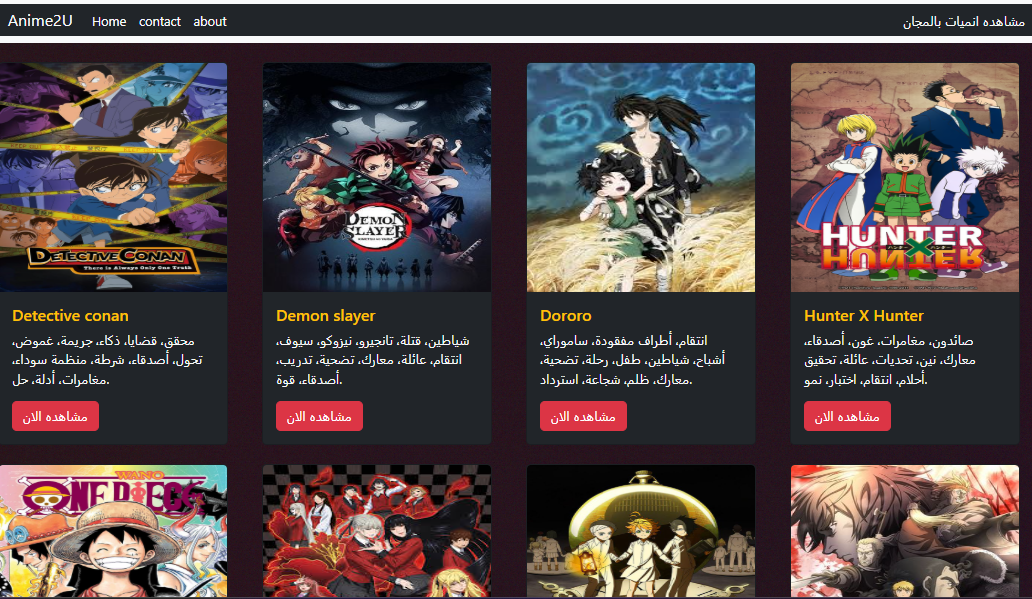 Anime2U Home contact about مشاهده انميات بالمجان
DETECTIVE CONAN
There is Always Only One Truth
DEMON
SLAYER
KIMETSU NO YAIBA
HUNTER
X
HUNTER
Detective conan
محقق، قضايا، ذكاء، جريمة، غموض،
تحول، أصدقاء، شرطة، منظمة سوداء،
مغامرات، أدلة، حل.
مشاهده الان
Demon slayer
شياطين، قتلة، تانجيرو، نيزوكو، سيوف،
انتقام، عائلة، معارك، تضحية، تدريب،
أصدقاء، قوة.
مشاهده الان
Dororo
انتقام، أطراف مفقودة، ساموراي،
أشباح، شياطين، طفل، رحلة، تضحية،
معارك، ظلم، شجاعة، استرداد.
مشاهده الان
Hunter X Hunter
صائدون، مغامرات، غون، أصدقاء،
معارك، نين، تحديات، عائلة، تحقيق
أحلام، انتقام، اختبار، نمو.
مشاهده الان
WANO
ONE PIECE